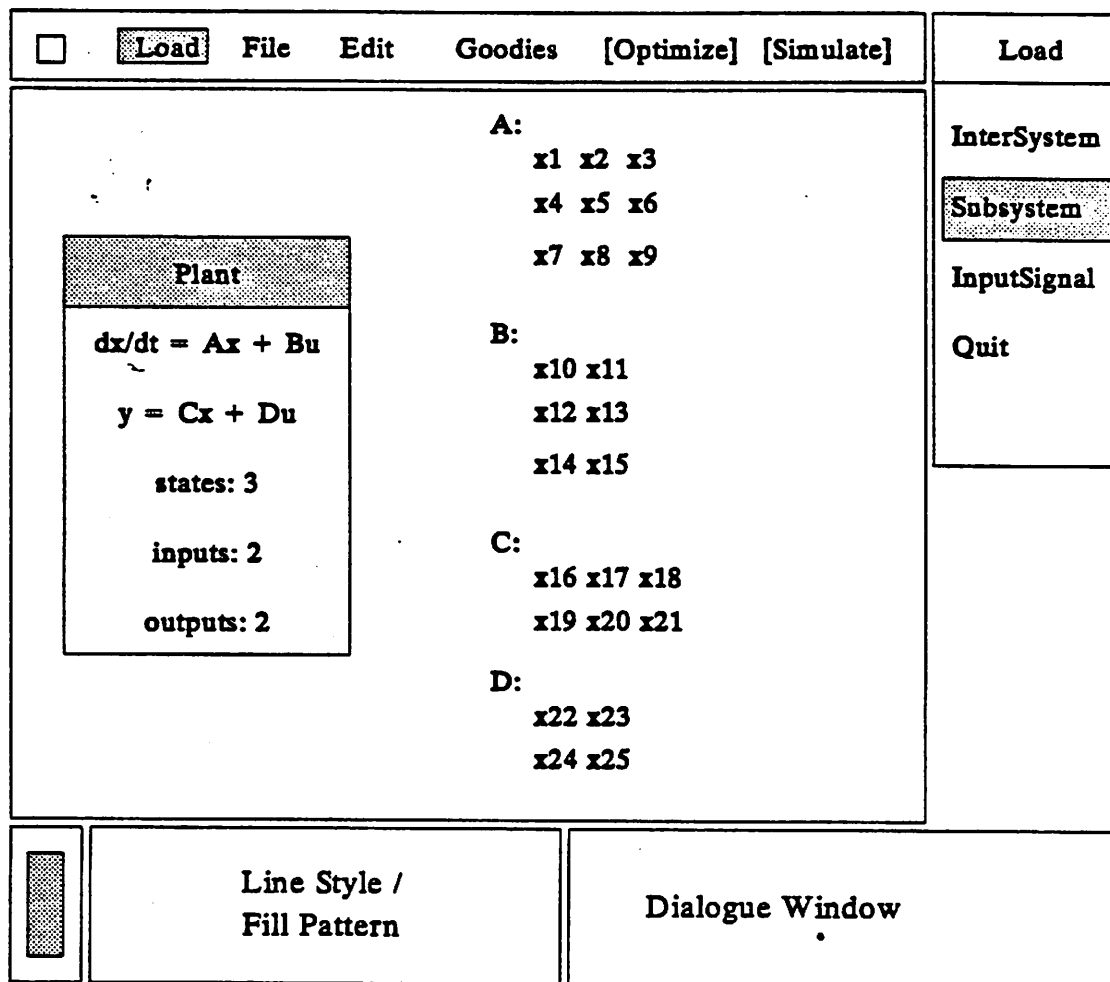 Load File Edit Goodies [Optimize] [Simulate]
Load
InterSystem
Subsystem
InputSignal
Quit
Plant
dx/dt = Ax + Bu
y = Cx + Du
states: 3
inputs: 2
outputs: 2
A:
x1 x2 x3
x4 x5 x6
x7 x8 x9
B:
x10 x11
x12 x13
x14 x15
C:
x16 x17 x18
x19 x20 x21
D:
x22 x23
x24 x25
Line Style /
Fill Pattern
Dialogue Window